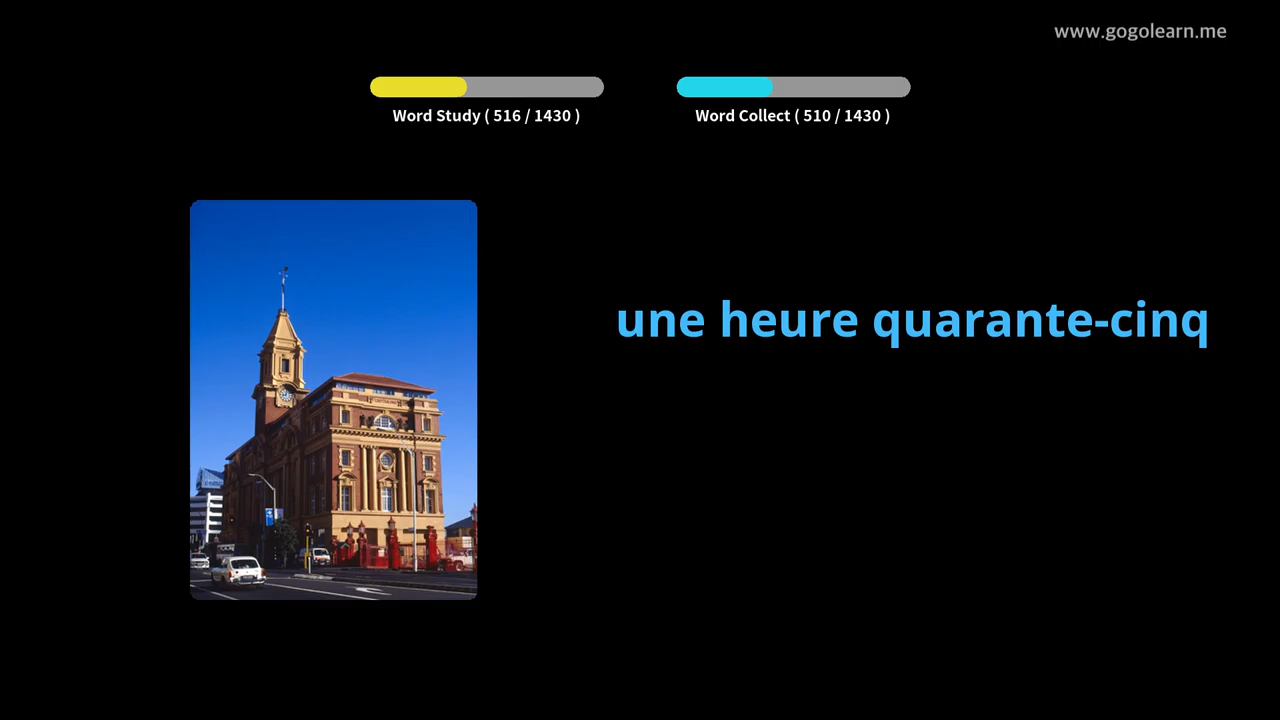 www.gogolearn.me
Word Study ( 516 / 1430 )
Word Collect ( 510 / 1430 )
une heure quarante-cinq